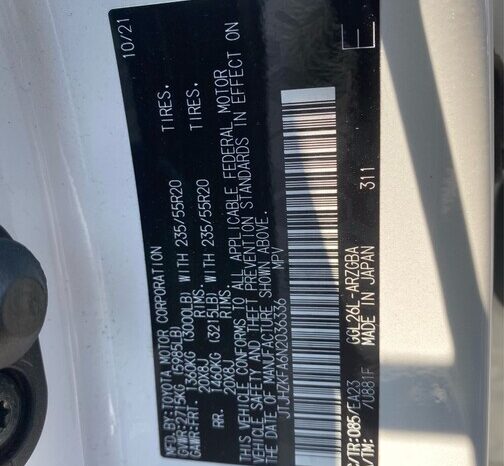 MFD.BY:TOYOTA MOTOR CORPORATION 10/21
GVWR:2715KG (5985LB)
GAWR:FRT. 1360KG (3000LB) WITH 235/55R20 TIRES,
20X8J RIMS.
RR. 1460KG (3215LB) WITH 235/55R20 TIRES,
20X8J RIMS.
THIS VEHICLE CONFORMS TO ALL APPLICABLE FEDERAL MOTOR
VEHICLE SAFETY AND THEFT PREVENTION STANDARDS IN EFFECT ON
THE DATE OF MANUFACTURE SHOWN ABOVE.
JTJHZKFA6N2036336 MPV
E
C/TR:085/EA23 GGL26L-ARZGBA 311
/TM: MADE IN JAPAN